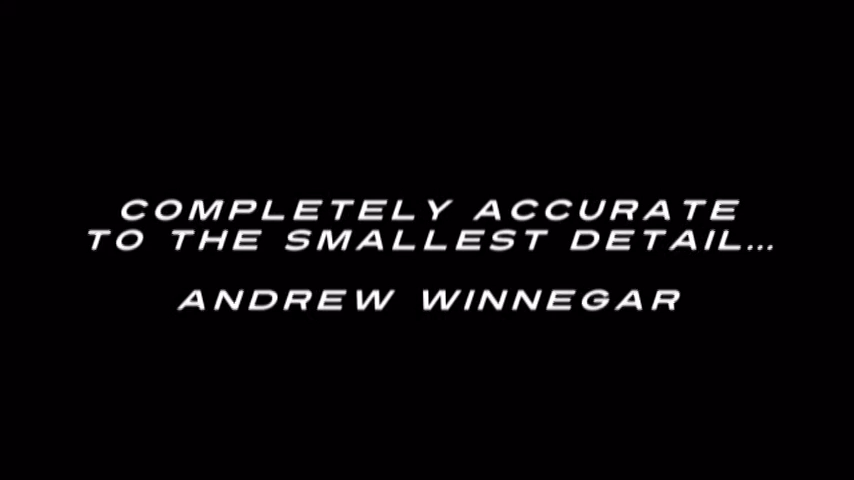 COMPLETELY ACCURATE
TO THE SMALLEST DETAIL...
ANDREW WINNEGAR